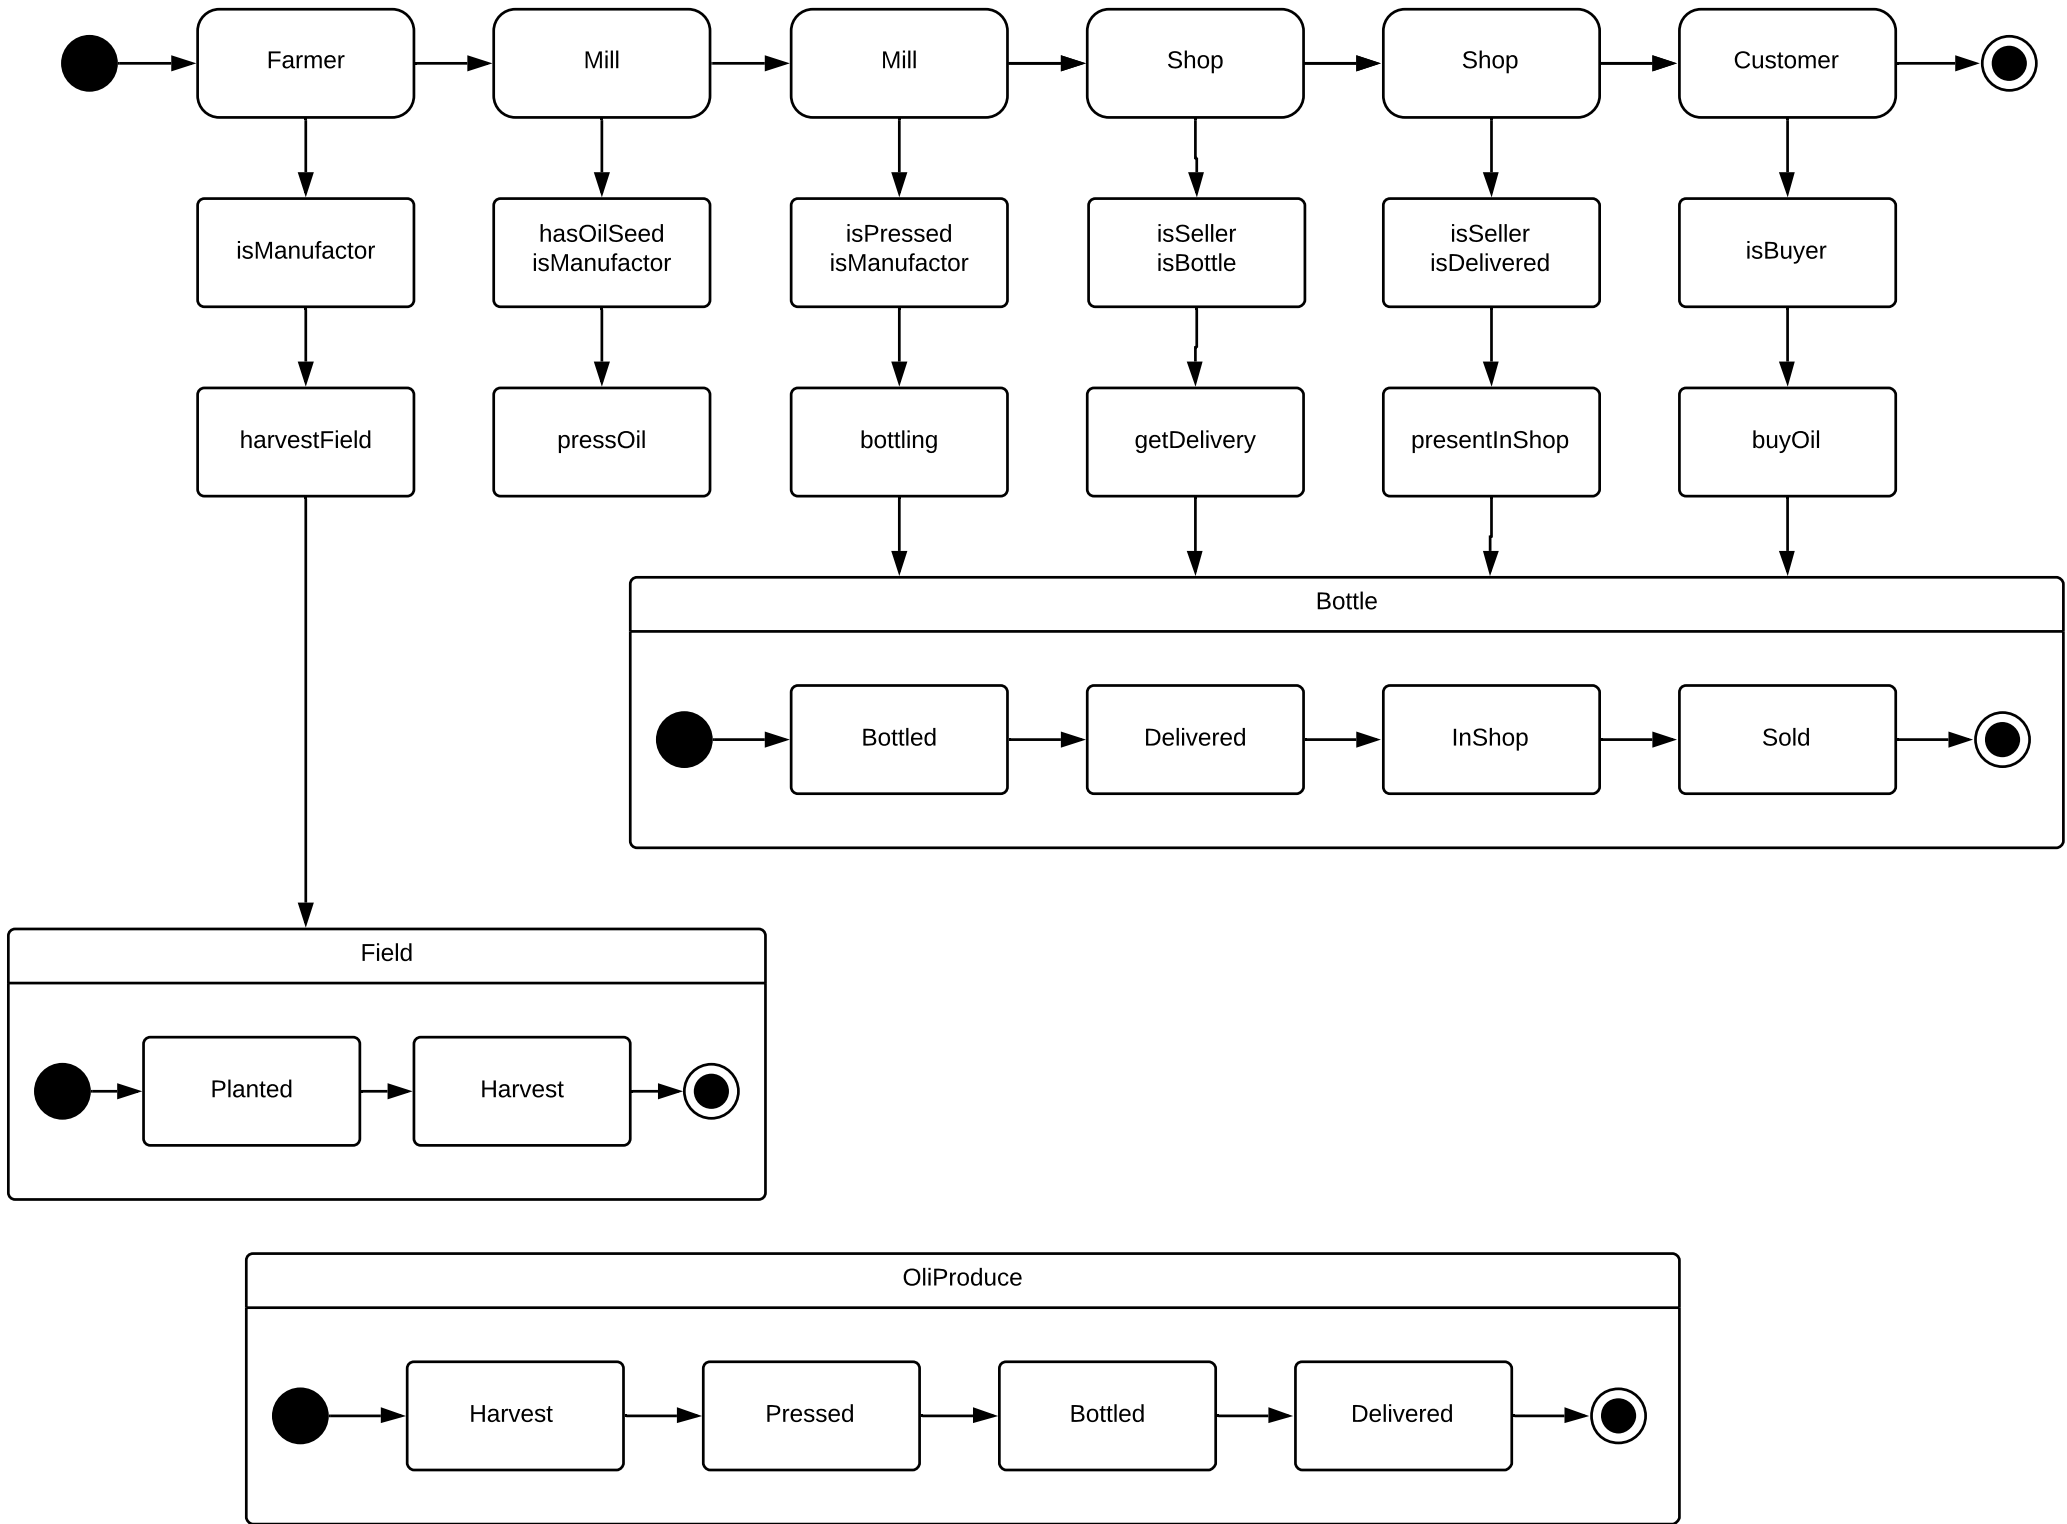 Farmer
Mill
Mill
Shop
Shop
Customer
isManufactor
hasOilSeed
isManufactor
isPressed
isManufactor
isSeller
isBottle
isSeller
isDelivered
isBuyer
harvestField
pressOil
bottling
getDelivery
presentInShop
buyOil
Bottle
Bottled
Delivered
InShop
Sold
Field
Planted
Harvest
OliProduce
Harvest
Pressed
Bottled
Delivered